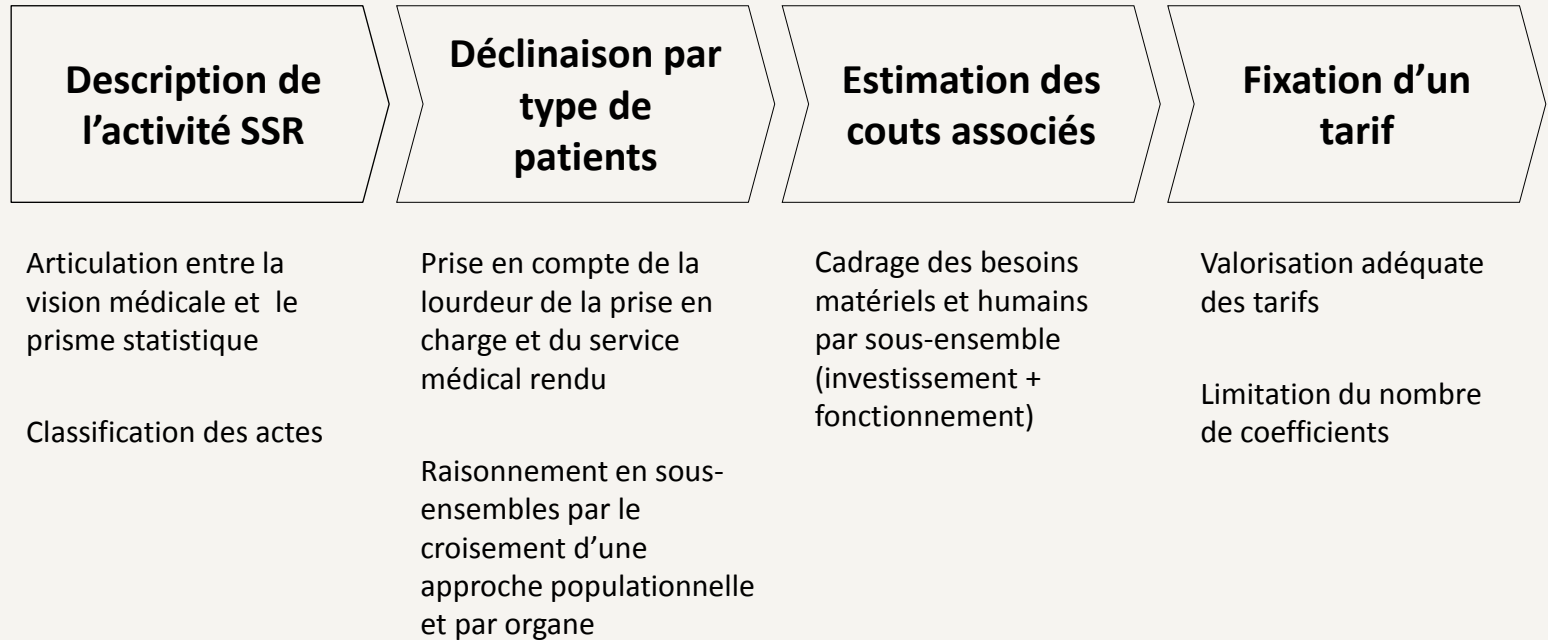 Description de
l’activité SSR
Déclinaison par
type de
patients
Estimation des
couts associés
Fixation d’un
tarif
Articulation entre la
vision médicale et le
prisme statistique
Classification des actes
Prise en compte de la
lourdeur de la prise en
charge et du service
médical rendu
Raisonnement en sous-
ensembles par le
croisement d’une
approche populationnelle
et par organe
Cadrage des besoins
matériels et humains
par sous-ensemble
(investissement +
fonctionnement)
Valorisation adéquate
des tarifs
Limitation du nombre
de coefficients